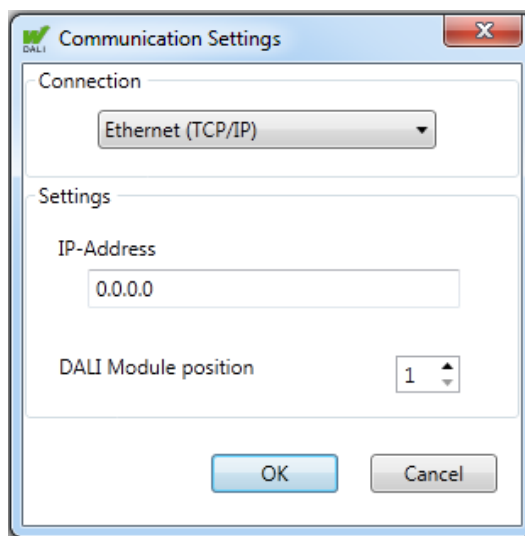 DALI
Communication Settings
X
Connection
Ethernet (TCP/IP)
Settings
IP-Address
0.0.0.0
DALI Module position
1
OK
Cancel